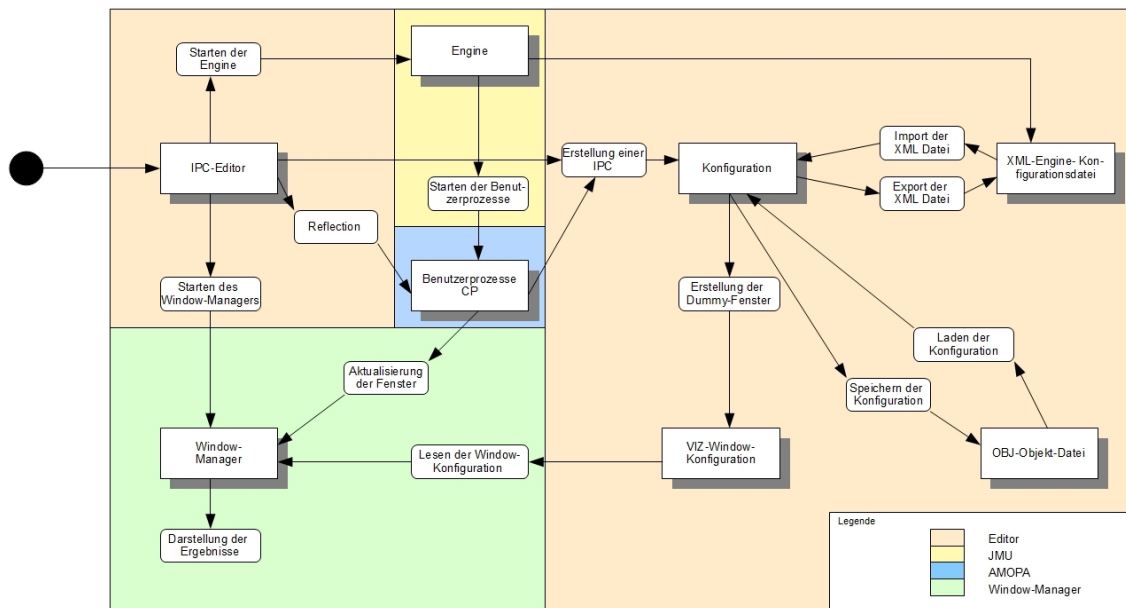 Starten der
Engine
Engine
IPC-Editor
Erstellung einer
IPC
Konfiguration
Import der
XML Datei
XML-Engine- Kon-
figurationsdatei
Export der
XML Datei
Starten der Benut-
zerprozesse
Reflection
Benutzerprozesse
CP
Starten des
Window-Managers
Erstellung der
Dummy-Fenster
Laden der
Konfiguration
Aktualisierung
der Fenster
Speichern der
Konfiguration
Window-
Manager
Lesen der Window-
Konfiguration
VIZ-Window-
Konfiguration
OBJ-Objekt-Datei
Darstellung der
Ergebnisse
Legende
Editor
JMU
AMOPA
Window-Manager